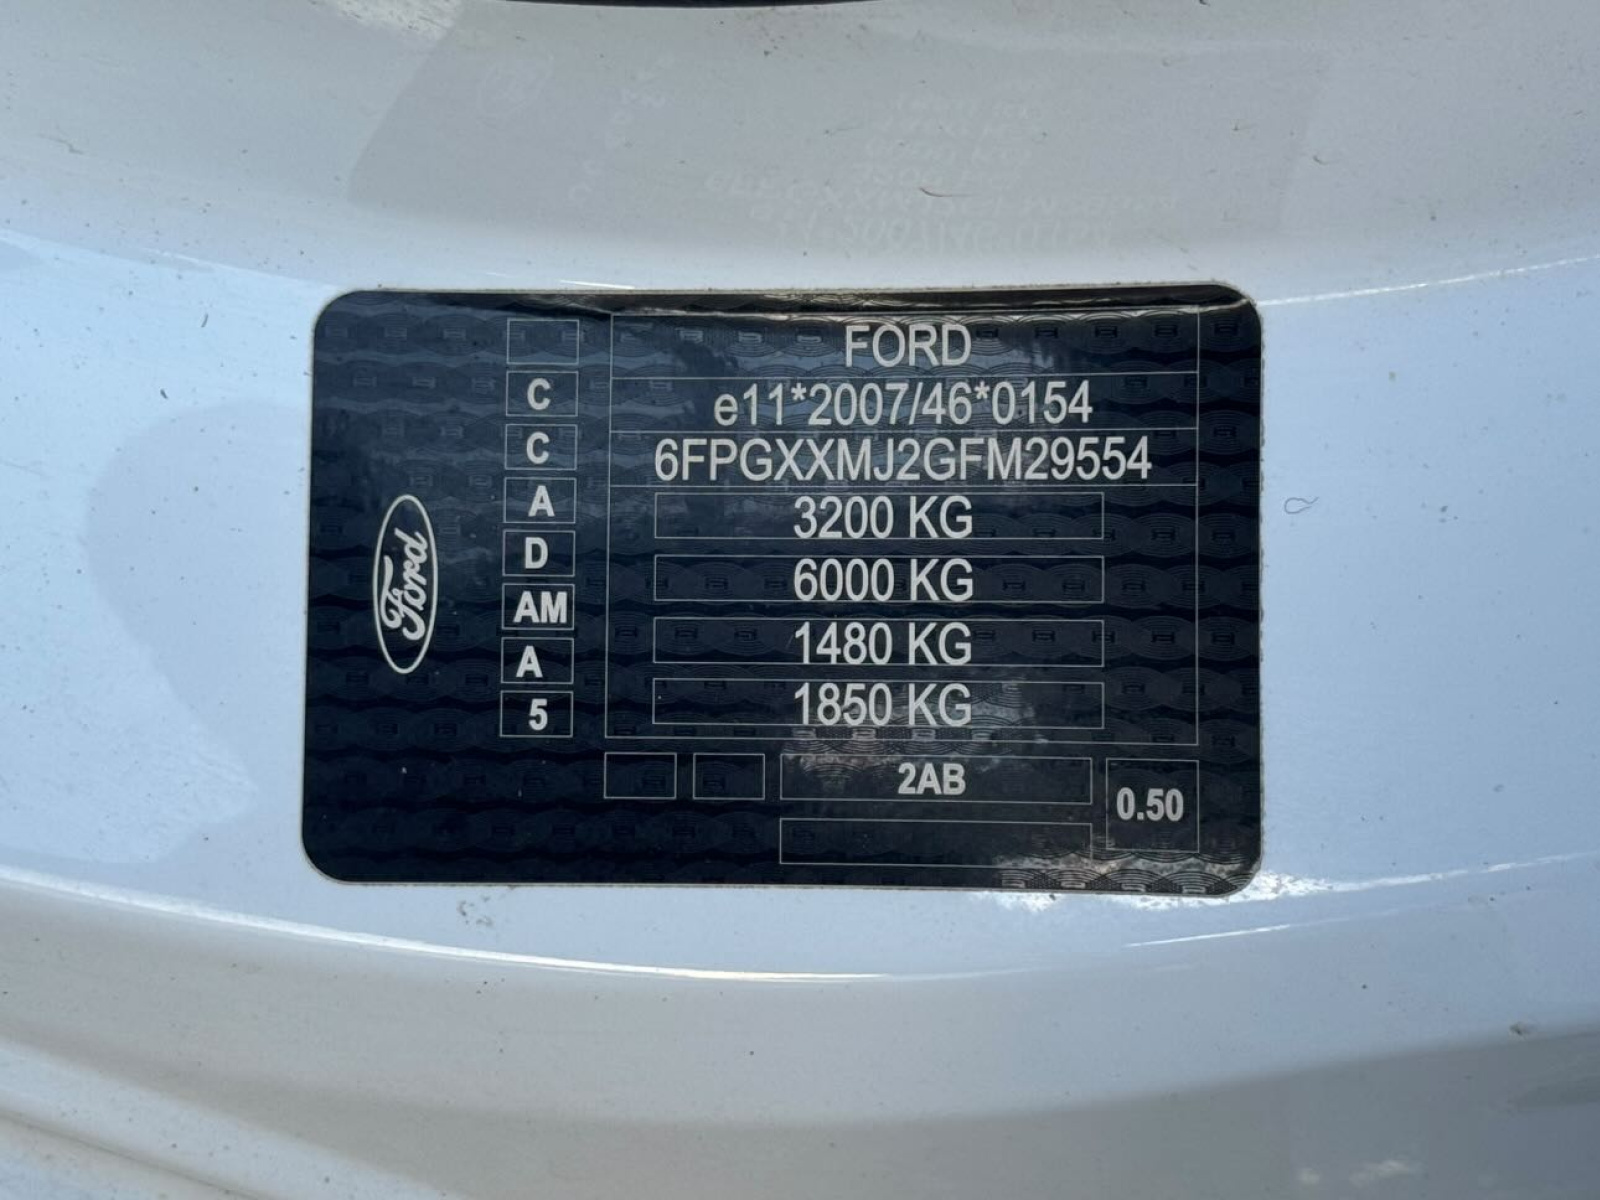 FORD
C e11*2007/46*0154
C 6FPGXXMJ2GFM29554
A 3200 KG
D 6000 KG
AM 1480 KG
A 1850 KG
5
Ford
2AB
0.50